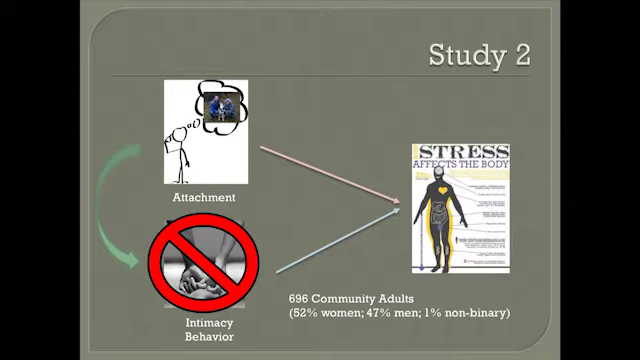 Study 2
Attachment
STRESS
AFFECTS THE BODY
Intimacy
Behavior
696 Community Adults
(52% women; 47% men; 1% non-binary)